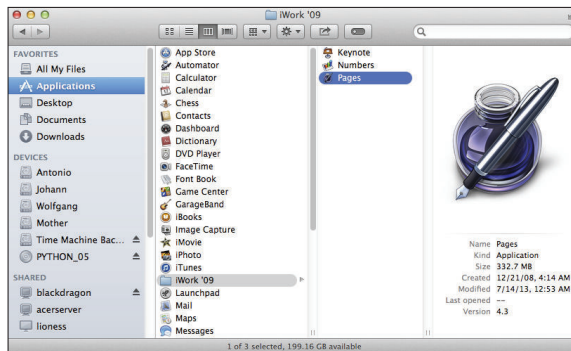 iWork '09
FAVORITES
All My Files
Applications
Desktop
Documents
Downloads
DEVICES
Antonio
Johann
Wolfgang
Mother
Time Machine Bac...
PYTHON_05
SHARED
blackdragon
acerserver
lioness
App Store
Automator
Calculator
Calendar
Chess
Contacts
Dashboard
Dictionary
DVD Player
FaceTime
Font Book
Game Center
GarageBand
iBooks
Image Capture
iMovie
iPhoto
iTunes
iWork '09
Launchpad
Mail
Maps
Messages
Keynote
Numbers
Pages
Name Pages
Kind Application
Size 332.7 MB
Created 12/21/08, 4:14 AM
Modified 7/14/13, 12:53 AM
Last opened --
Version 4.3
1 of 3 selected, 199.16 GB available